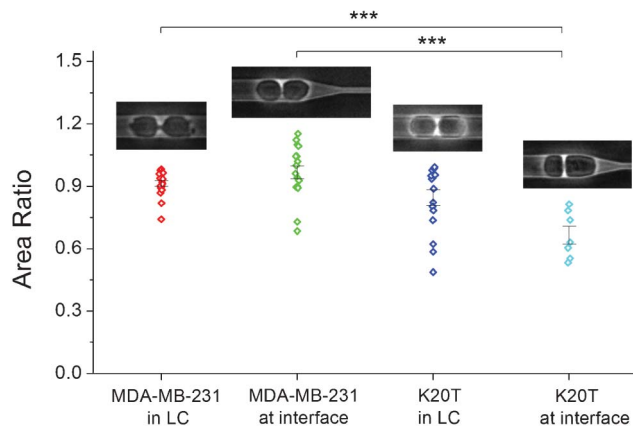 ***
***
1.5
1.2
0.9
0.6
0.3
0.0
Area Ratio
MDA-MB-231
in LC
MDA-MB-231
at interface
K20T
in LC
K20T
at interface